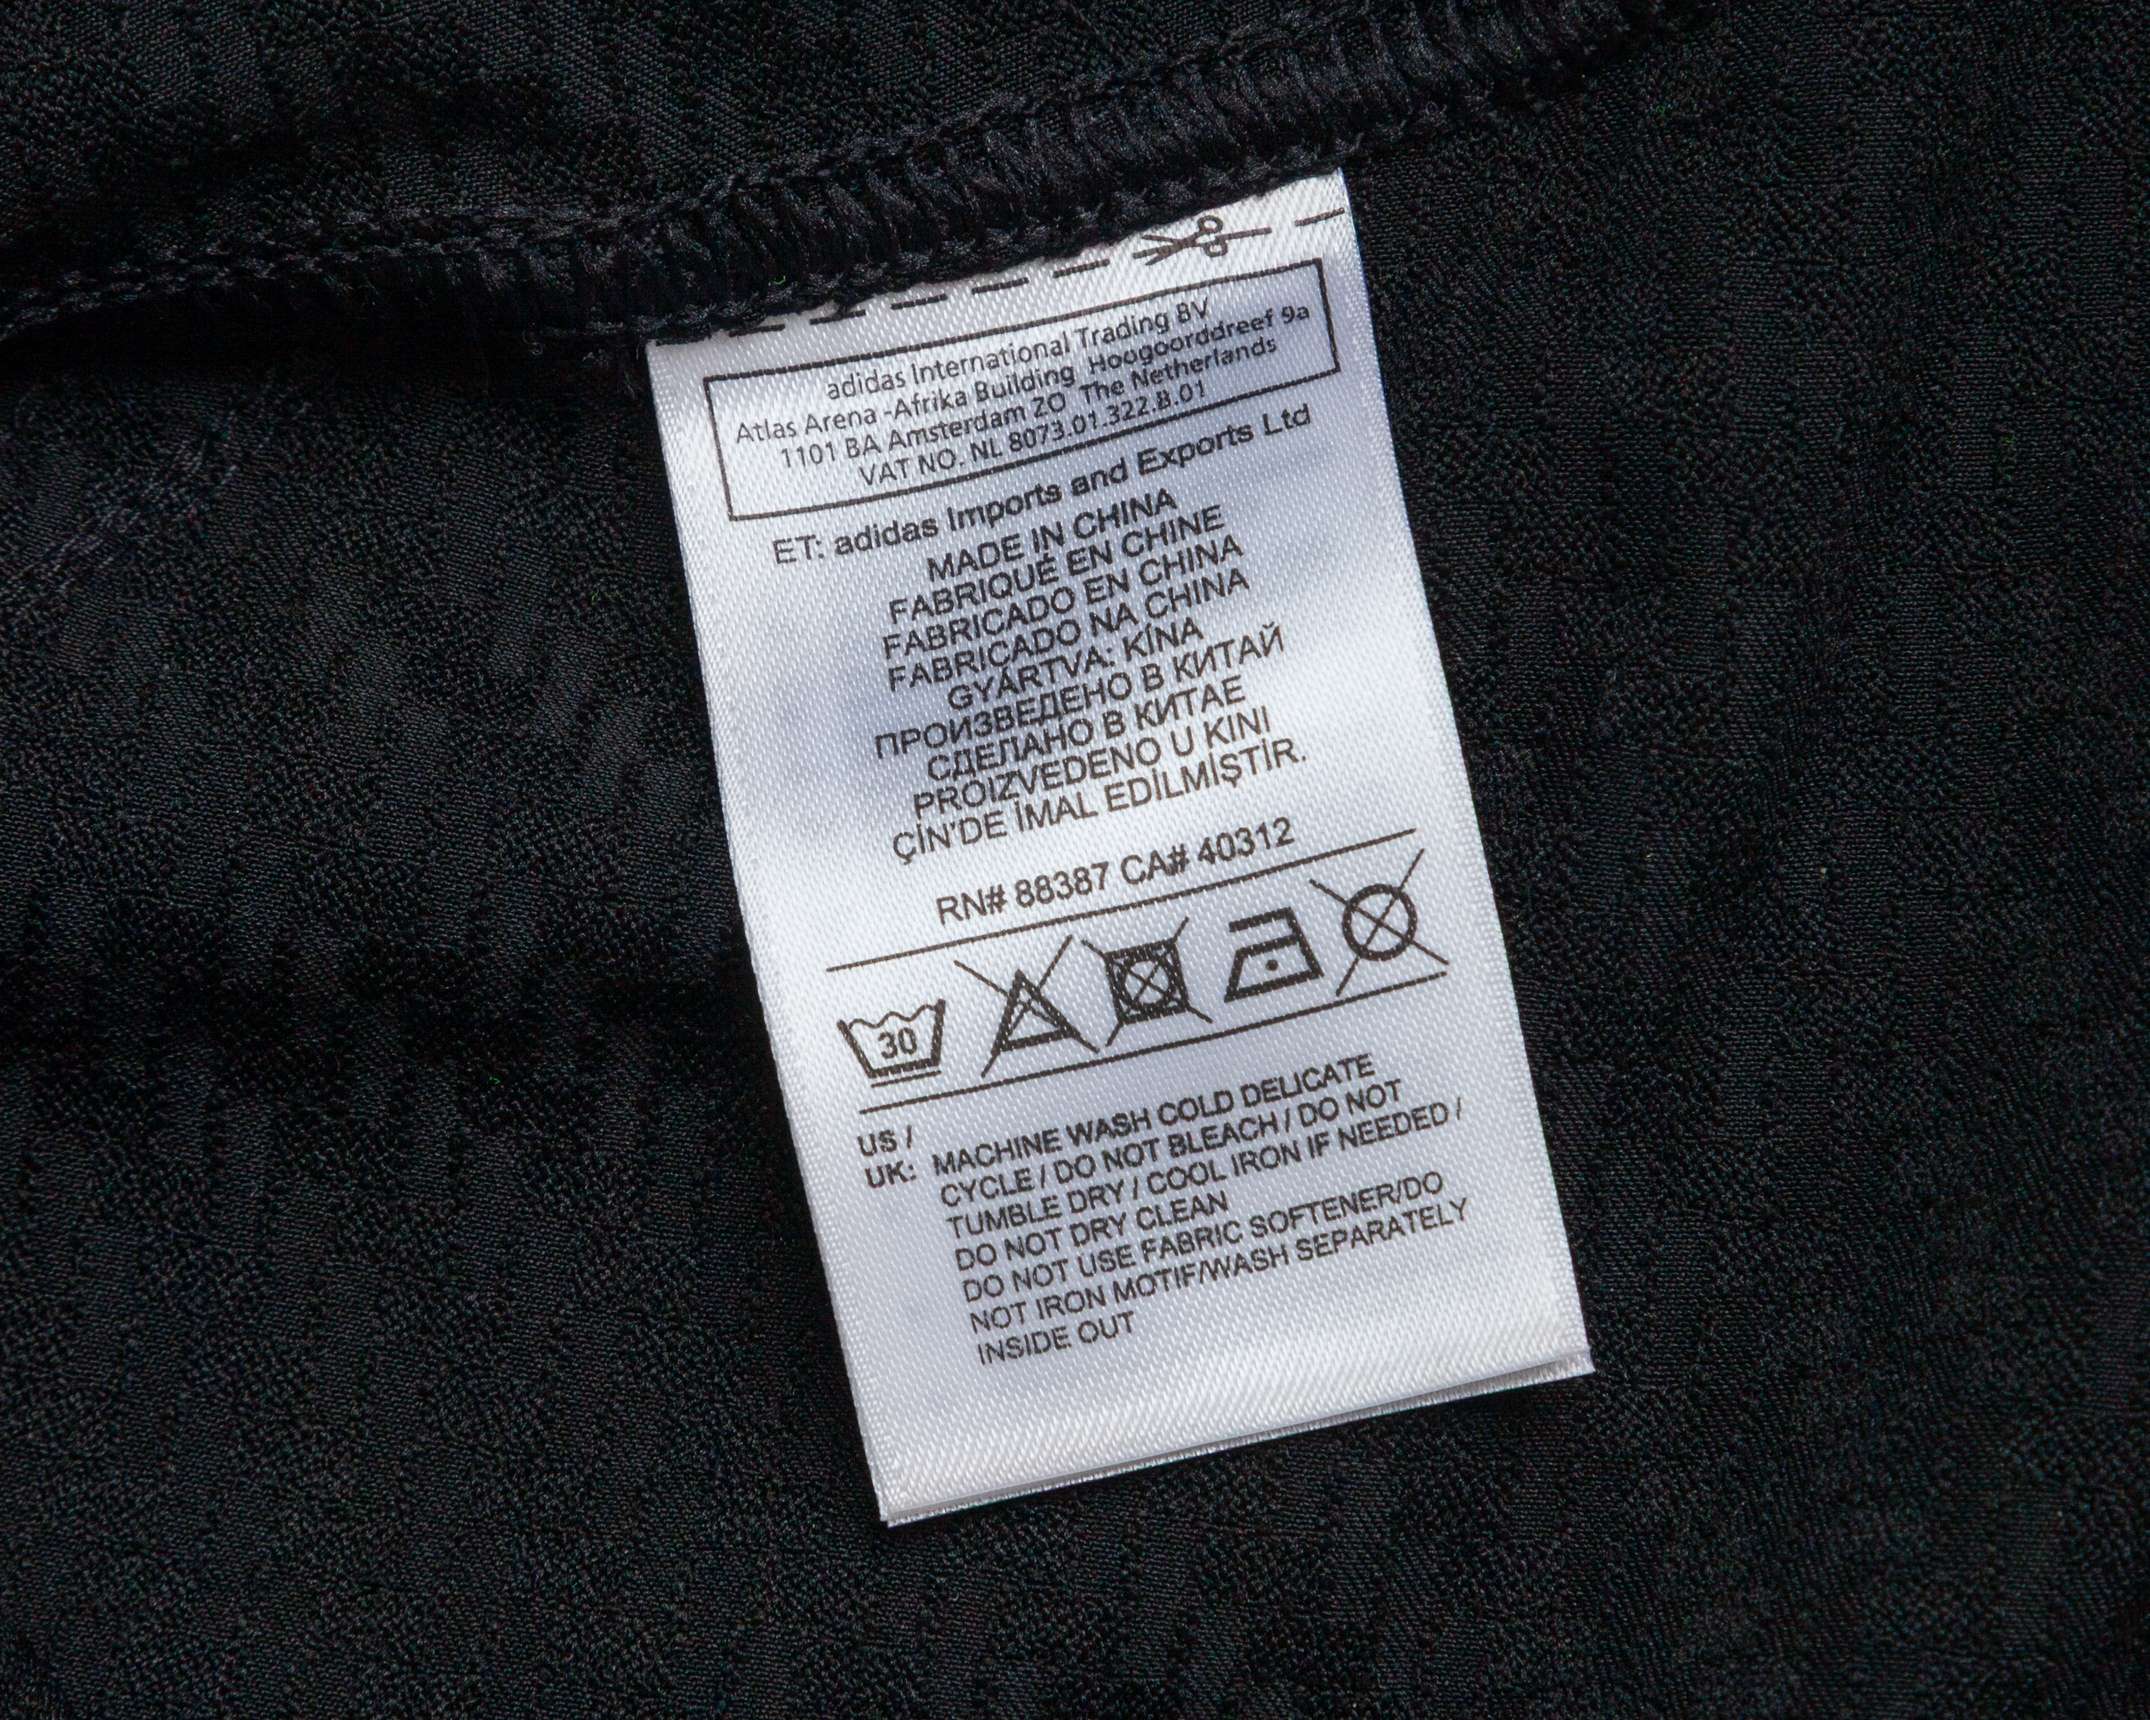 adidas International Trading BV
Atlas Arena -Afrika Building Hoogoorddreef 9a
1101 BA Amsterdam ZO The Netherlands
VAT NO. NL 8073.01.322.B.01
ET: adidas Imports and Exports Ltd
MADE IN CHINA
FABRIQUÉ EN CHINE
FABRICADO EN CHINA
FABRICADO NA CHINA
GYÁRTVA: KÍNA
ПРОИЗВЕДЕНО В КИТАЙ
СДЕЛАНО В КИТАЕ
PROIZVEDENO U KINI
ÇİN'DE İMAL EDİLMİŞTİR.
RN# 88387 CA# 40312
30
US /
UK: MACHINE WASH COLD DELICATE
CYCLE / DO NOT BLEACH / DO NOT
TUMBLE DRY / COOL IRON IF NEEDED /
DO NOT DRY CLEAN
DO NOT USE FABRIC SOFTENER/DO
NOT IRON MOTIF/WASH SEPARATELY
INSIDE OUT